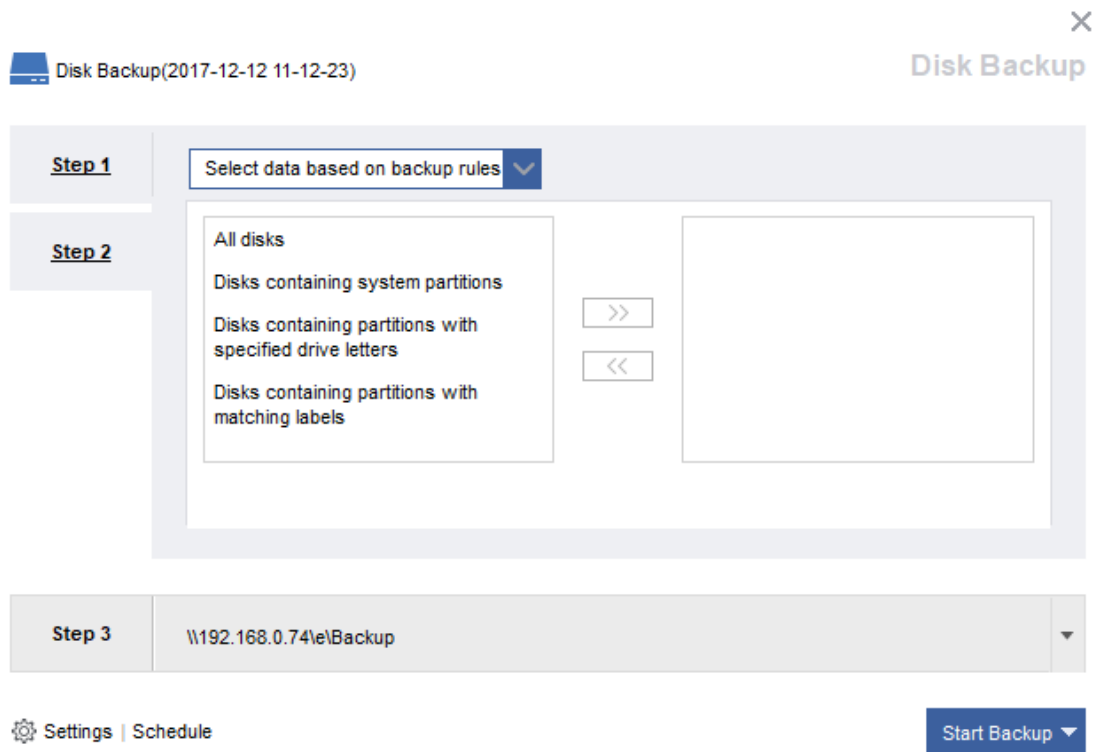 Disk Backup(2017-12-12 11-12-23)
Disk Backup
Step 1
Select data based on backup rules
Step 2
All disks
Disks containing system partitions
Disks containing partitions with
specified drive letters
Disks containing partitions with
matching labels
>>
<<
Step 3
\\192.168.0.74\e\Backup
Settings | Schedule
Start Backup